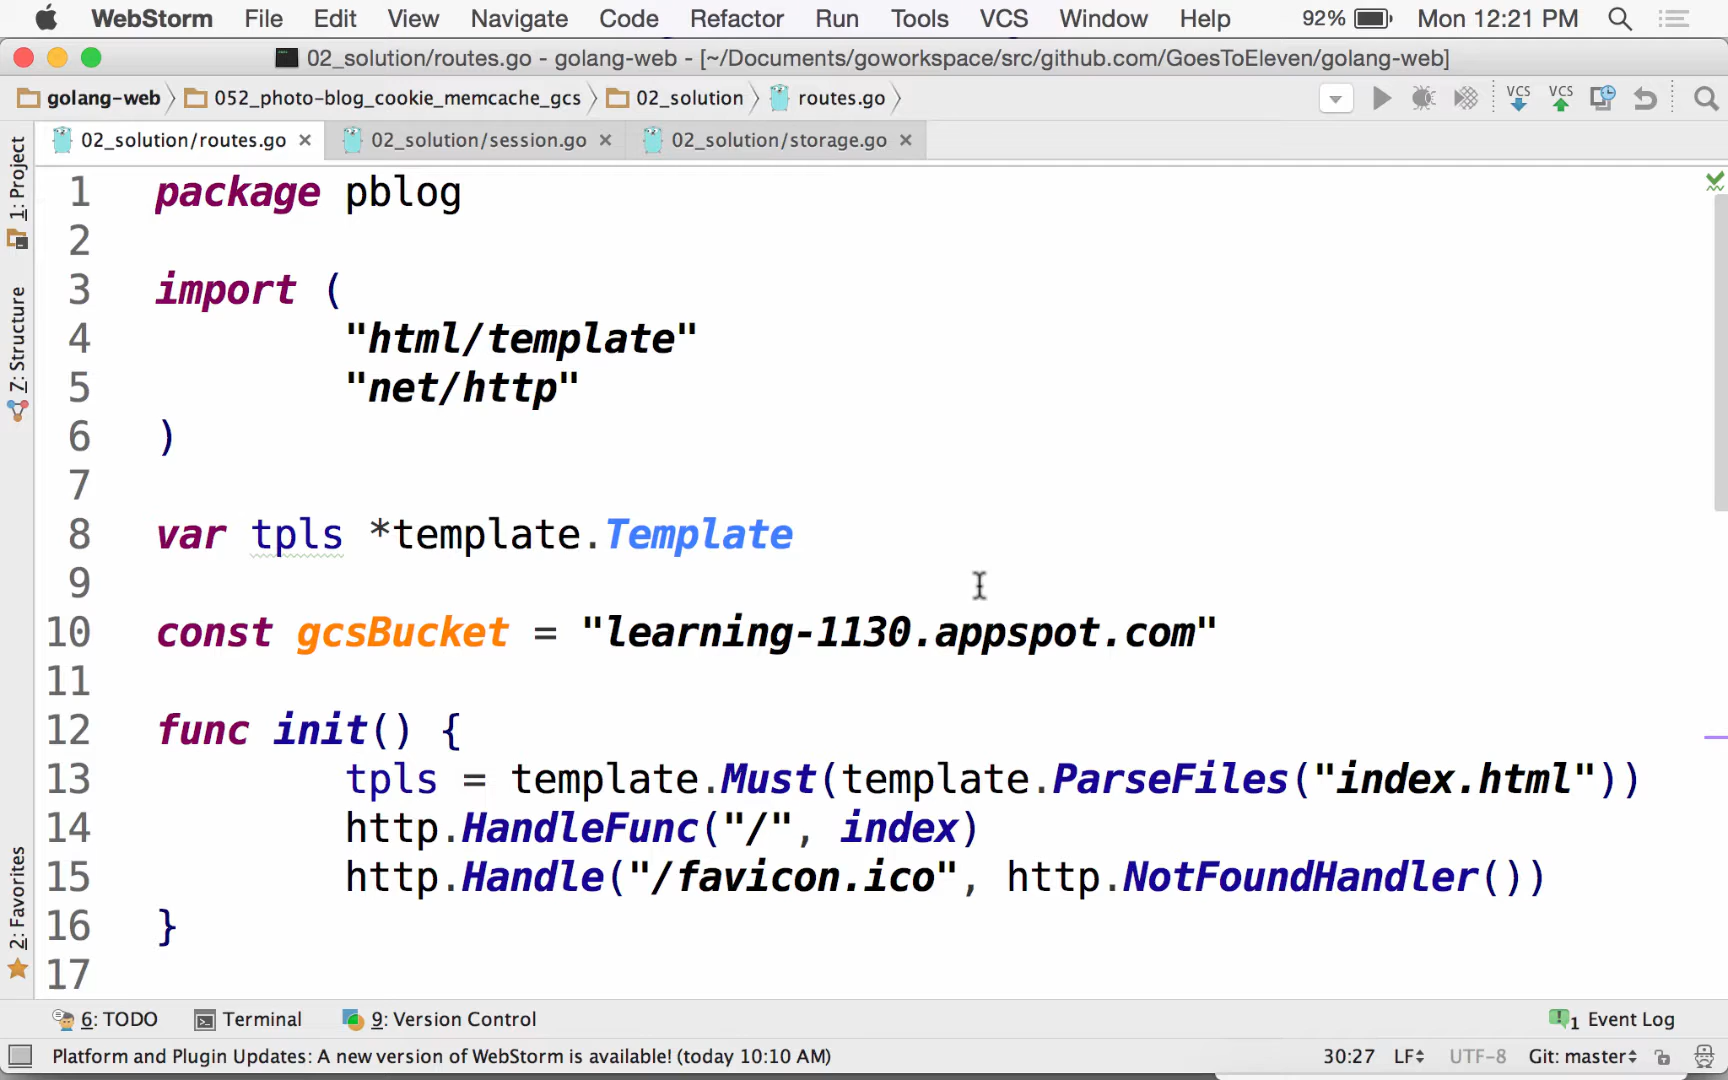 WebStorm File Edit View Navigate Code Refactor Run Tools VCS Window Help 92% Mon 12:21 PM
02_solution/routes.go - golang-web - [~/Documents/goworkspace/src/github.com/GoesToEleven/golang-web]
golang-web 052_photo-blog_cookie_memcache_gcs 02_solution routes.go VCS VCS
02_solution/routes.go × 02_solution/session.go × 02_solution/storage.go ×
1: Project
7: Structure
2: Favorites
1 package pblog
2
3 import (
4 "html/template"
5 "net/http"
6 )
7
8 var tpls *template.Template
9
10 const gcsBucket = "learning-1130.appspot.com"
11
12 func init() {
13 tpls = template.Must(template.ParseFiles("index.html"))
14 http.HandleFunc("/", index)
15 http.Handle("/favicon.ico", http.NotFoundHandler())
16 }
17
6: TODO Terminal 9: Version Control 1 Event Log
Platform and Plugin Updates: A new version of WebStorm is available! (today 10:10 AM) 30:27 LF UTF-8 Git: master